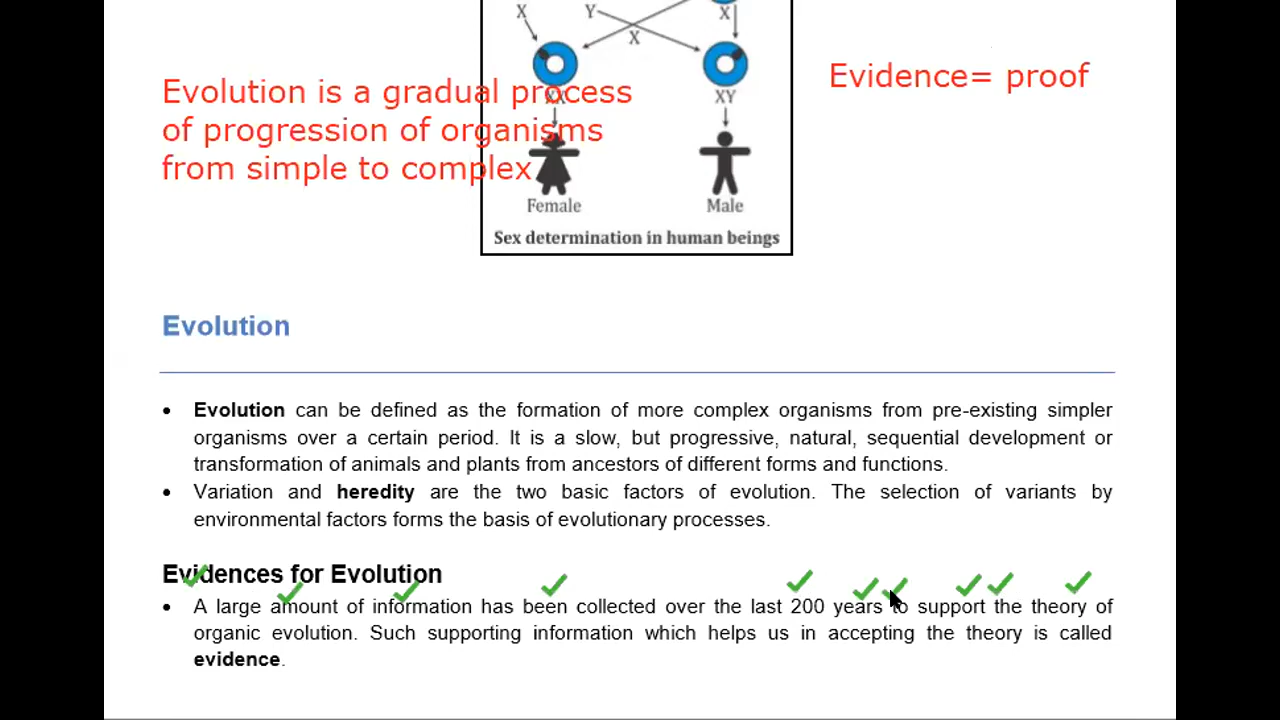 X Y X
X
Evidence= proof
Evolution is a gradual process
of progression of organisms
from simple to complex
XX XY
Female Male
Sex determination in human beings
Evolution
• Evolution can be defined as the formation of more complex organisms from pre-existing simpler
organisms over a certain period. It is a slow, but progressive, natural, sequential development or
transformation of animals and plants from ancestors of different forms and functions.
• Variation and heredity are the two basic factors of evolution. The selection of variants by
environmental factors forms the basis of evolutionary processes.
Evidences for Evolution
• A large amount of information has been collected over the last 200 years to support the theory of
organic evolution. Such supporting information which helps us in accepting the theory is called
evidence.